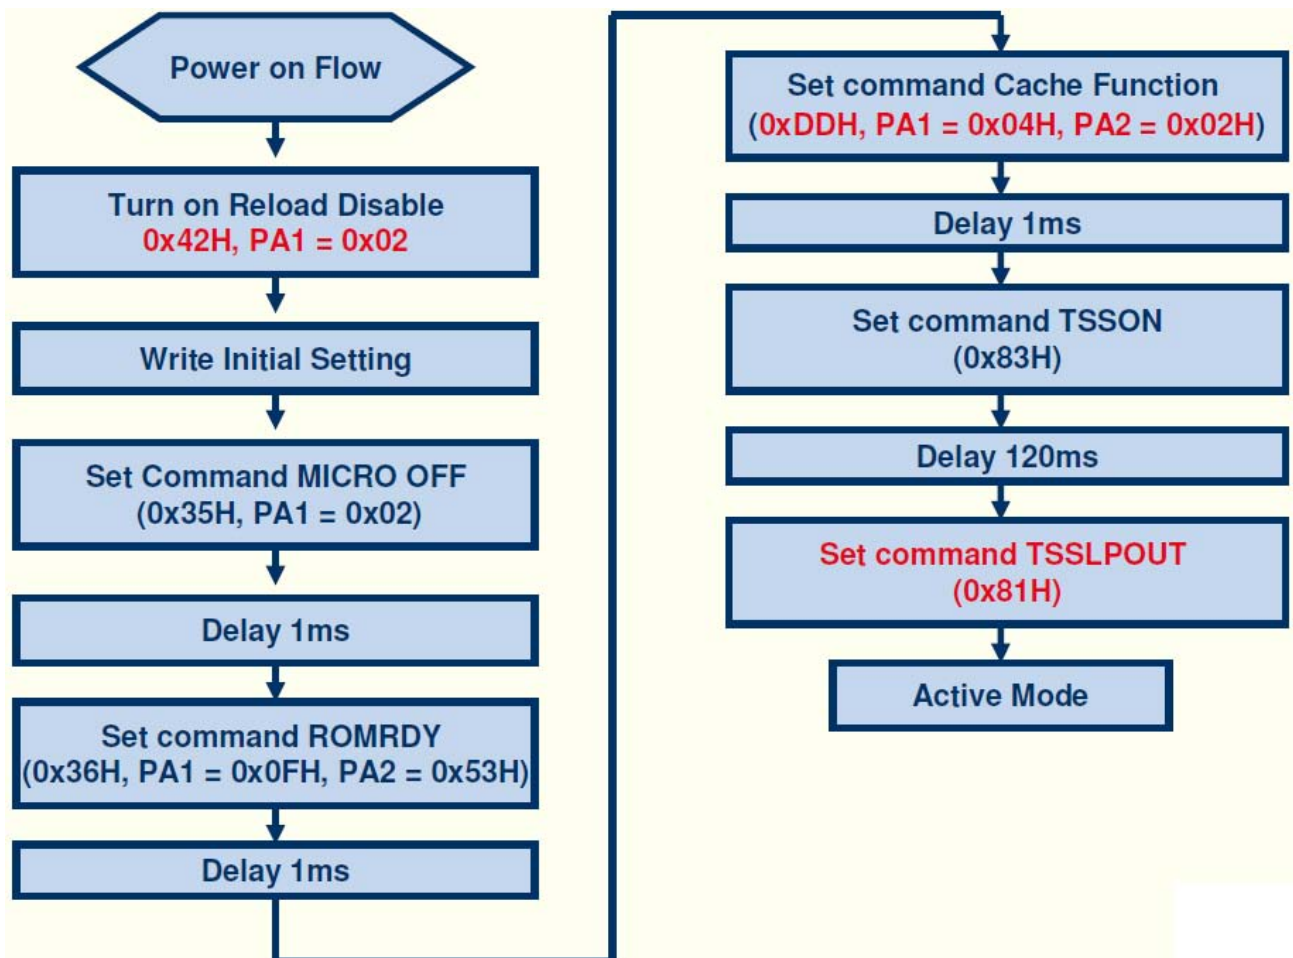 Power on Flow
Turn on Reload Disable
0x42H, PA1 = 0x02
Write Initial Setting
Set Command MICRO OFF
(0x35H, PA1 = 0x02)
Delay 1ms
Set command ROMRDY
(0x36H, PA1 = 0x0FH, PA2 = 0x53H)
Delay 1ms
Set command Cache Function
(0xDDH, PA1 = 0x04H, PA2 = 0x02H)
Delay 1ms
Set command TSSON
(0x83H)
Delay 120ms
Set command TSSLPOUT
(0x81H)
Active Mode